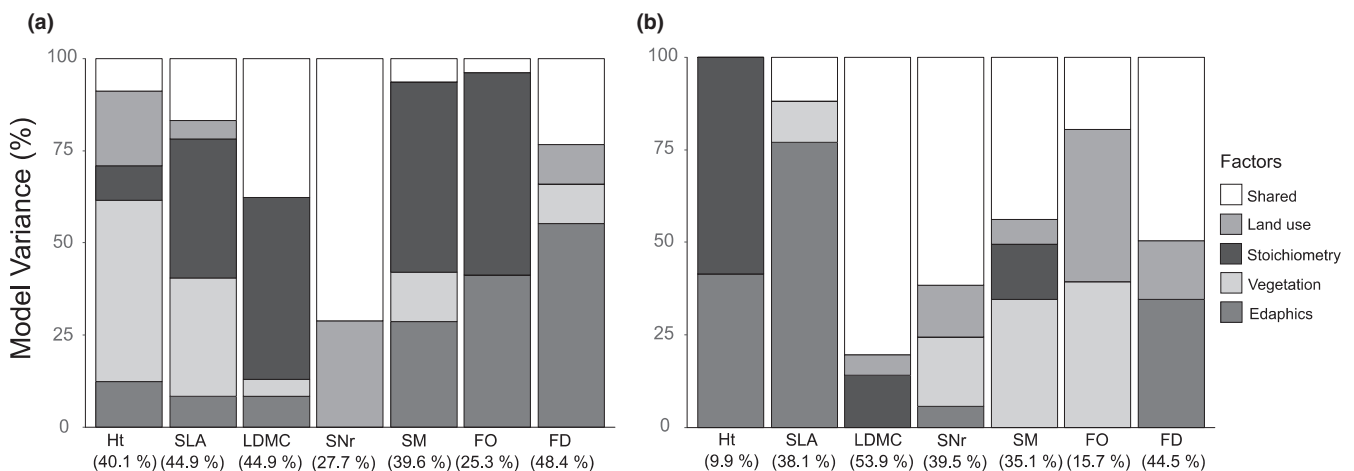 (a)
(b)
Model Variance (%)
100
75
50
25
0
Ht SLA LDMC SNr SM FO FD
(40.1 %) (44.9 %) (44.9 %) (27.7 %) (39.6 %) (25.3 %) (48.4 %)
100
75
50
25
0
Ht SLA LDMC SNr SM FO FD
(9.9 %) (38.1 %) (53.9 %) (39.5 %) (35.1 %) (15.7 %) (44.5 %)
Factors
Shared
Land use
Stoichiometry
Vegetation
Edaphics